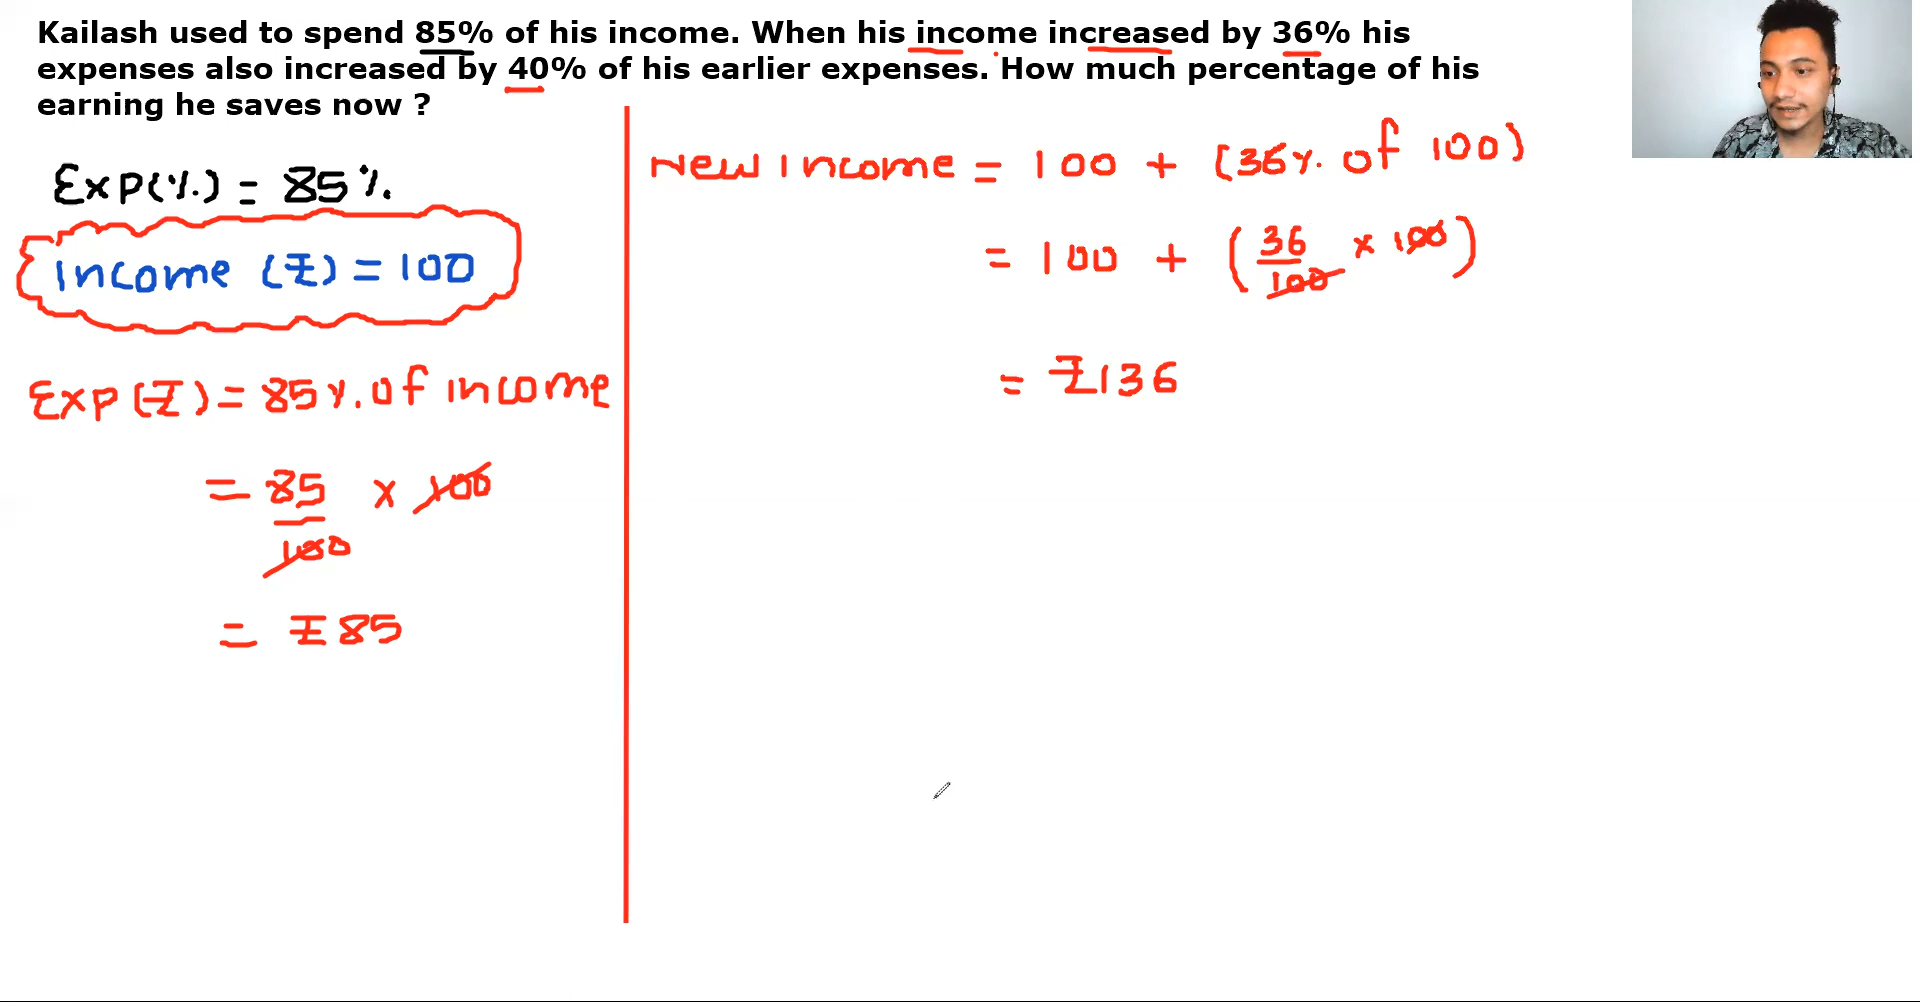 Kailash used to spend 85% of his income. When his income increased by 36% his
expenses also increased by 40% of his earlier expenses. How much percentage of his
earning he saves now ?
Exp(%) = 85%
Income (₹) = 100
Exp (₹) = 85% of income
= 85/100 × 100
= ₹85
New Income = 100 + (36% of 100)
= 100 + (36/100 × 100)
= ₹136